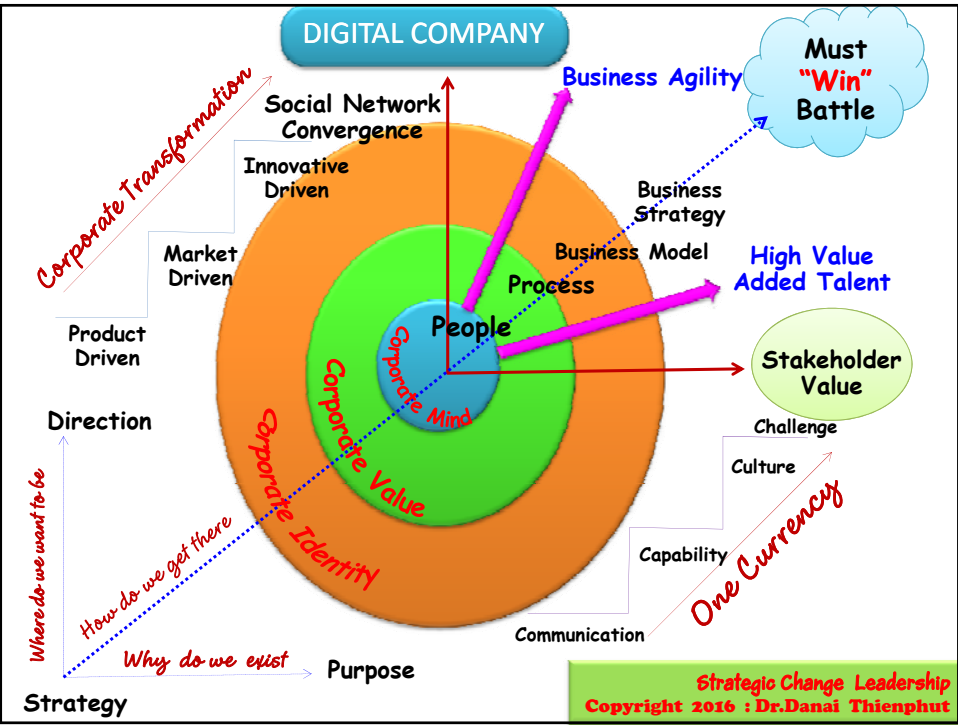 DIGITAL COMPANY
Must
“Win”
Battle
Business Agility
Corporate Transformation
Social Network
Convergence
Innovative
Driven
Market
Driven
Product
Driven
Business
Strategy
Business Model
Process
People
High Value
Added Talent
Stakeholder
Value
Corporate Mind
Corporate Value
Corporate Identity
Direction
Where do we want to be
How do we get there
Why do we exist
Purpose
Strategy
Challenge
Culture
Capability
Communication
One Currency
Strategic Change Leadership
Copyright 2016 : Dr.Danai Thienphut